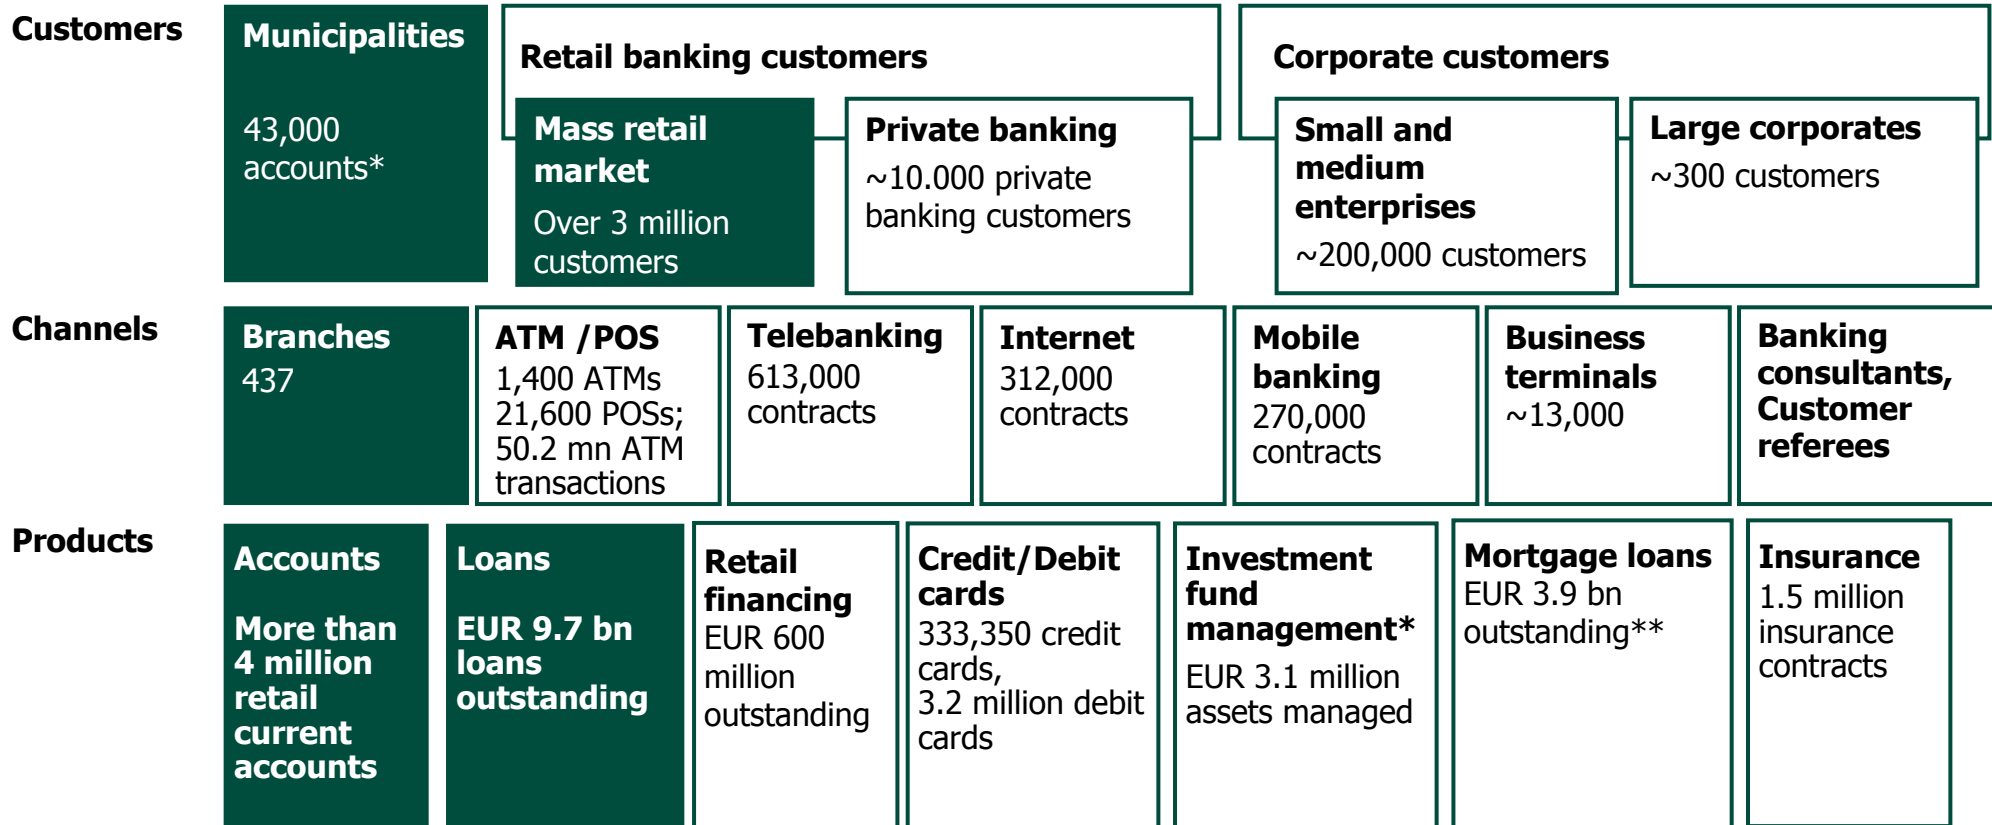 Customers
Municipalities
43,000
accounts*
Retail banking customers
Mass retail
market
Over 3 million
customers
Private banking
~10.000 private
banking customers
Corporate customers
Small and
medium
enterprises
~200,000 customers
Large corporates
~300 customers
Channels
Branches
437
ATM /POS
1,400 ATMs
21,600 POSs;
50.2 mn ATM
transactions
Telebanking
613,000
contracts
Internet
312,000
contracts
Mobile
banking
270,000
contracts
Business
terminals
~13,000
Banking
consultants,
Customer
referees
Products
Accounts
More than
4 million
retail
current
accounts
Loans
EUR 9.7 bn
loans
outstanding
Retail
financing
EUR 600
million
outstanding
Credit/Debit
cards
333,350 credit
cards,
3.2 million debit
cards
Investment
fund
management*
EUR 3.1 million
assets managed
Mortgage loans
EUR 3.9 bn
outstanding**
Insurance
1.5 million
insurance
contracts